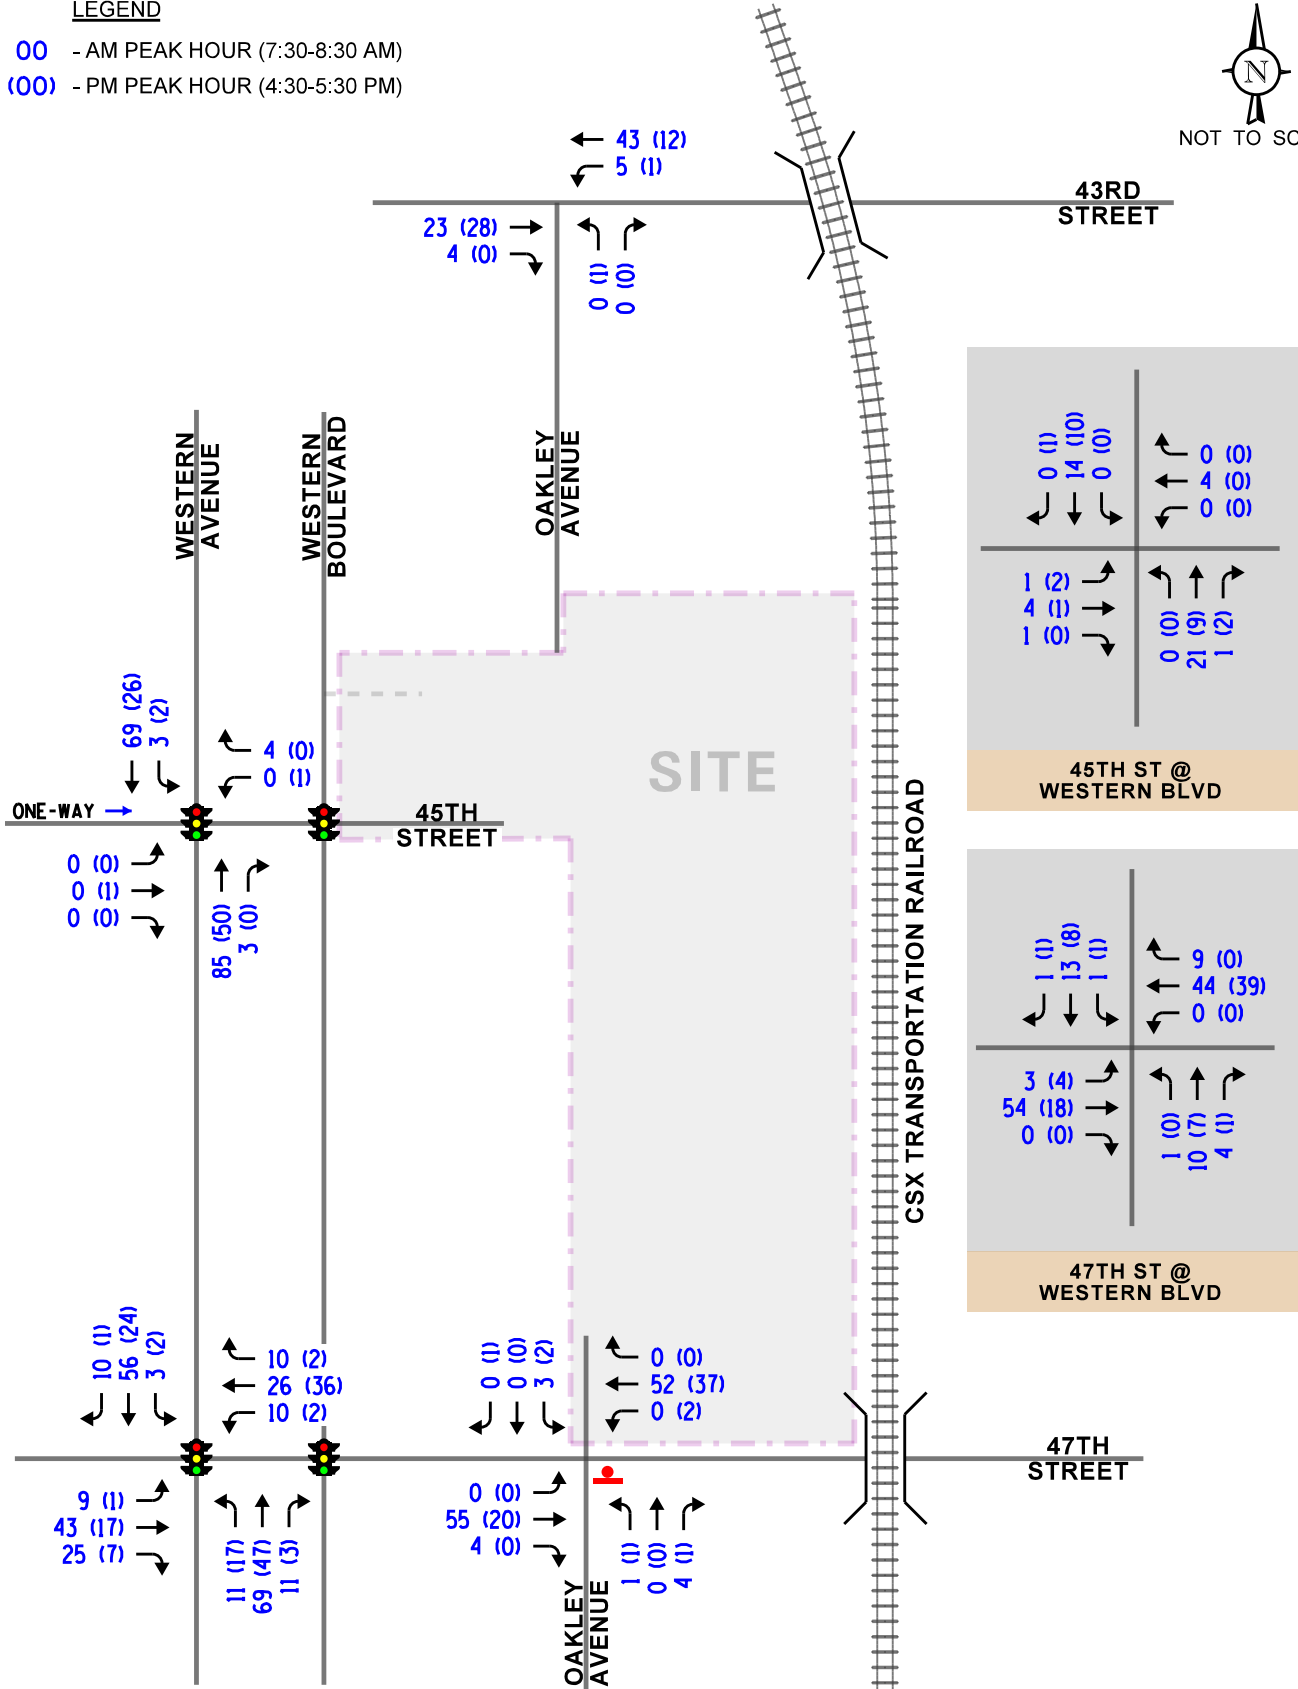 LEGEND
00 - AM PEAK HOUR (7:30-8:30 AM)
(00) - PM PEAK HOUR (4:30-5:30 PM)
N
NOT TO SC
43 (12)
5 (1)
43RD
STREET
23 (28)
4 (0)
0 (1)
0 (0)
WESTERN
AVENUE
WESTERN
BOULEVARD
OAKLEY
AVENUE
0 (1)
14 (10)
0 (0)
0 (0)
4 (0)
0 (0)
1 (2)
4 (1)
1 (0)
0 (0)
21 (9)
1 (2)
45TH ST @
WESTERN BLVD
69 (26)
3 (2)
4 (0)
0 (1)
SITE
ONE-WAY
45TH
STREET
0 (0)
0 (1)
0 (0)
85 (50)
3 (0)
CSX TRANSPORTATION RAILROAD
1 (1)
13 (8)
1 (1)
9 (0)
44 (39)
0 (0)
3 (4)
54 (18)
0 (0)
1 (0)
10 (7)
4 (1)
47TH ST @
WESTERN BLVD
10 (1)
56 (24)
3 (2)
10 (2)
26 (36)
10 (2)
0 (1)
0 (0)
3 (2)
0 (0)
52 (37)
0 (2)
47TH
STREET
9 (1)
43 (17)
25 (7)
11 (17)
69 (47)
11 (3)
0 (0)
55 (20)
4 (0)
1 (1)
0 (0)
4 (1)
OAKLEY
AVENUE